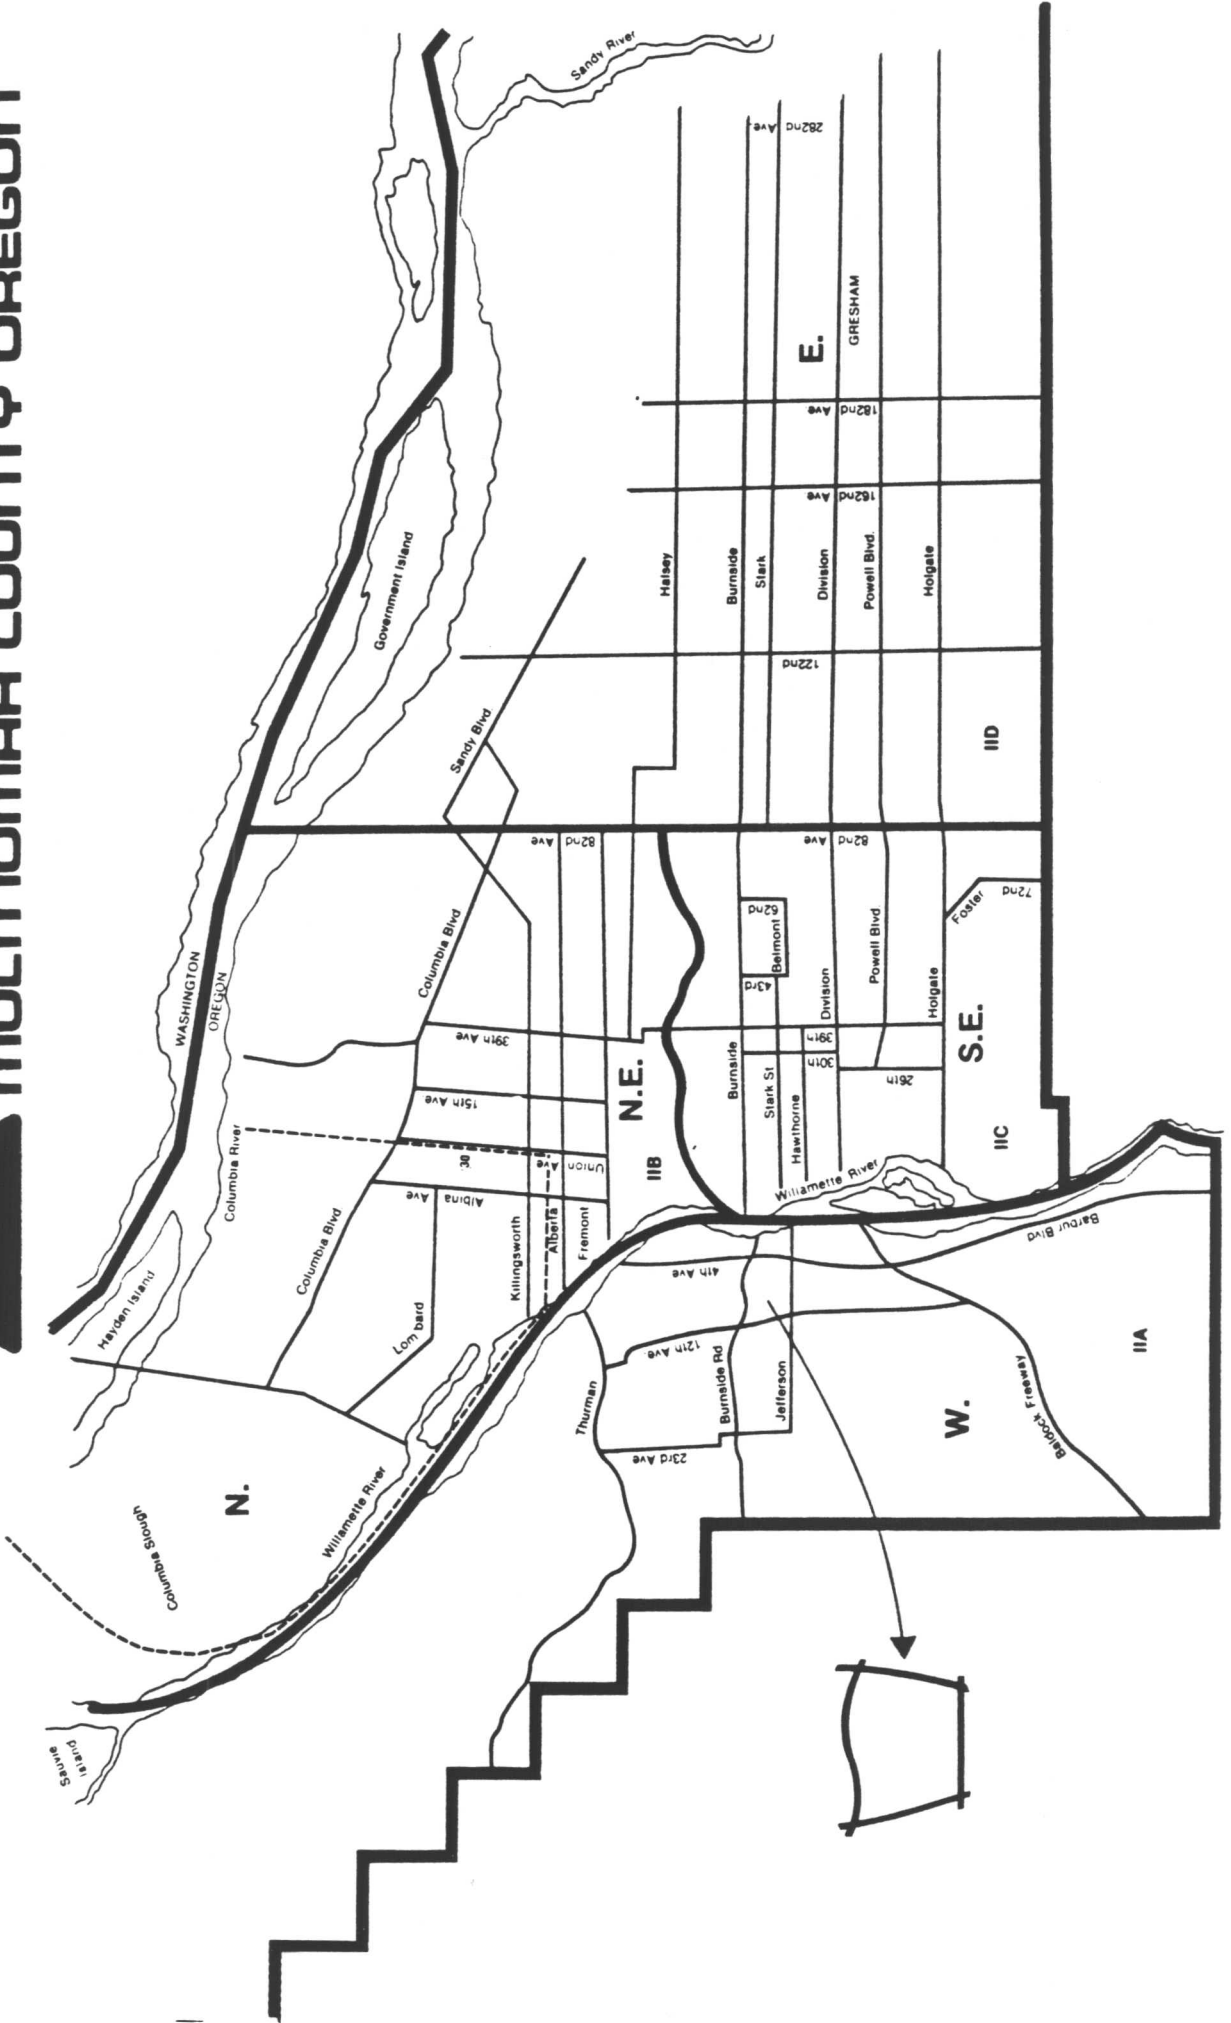 MULTNOMAH COUNTY OREGON
Sandy River
282nd Ave.
E.
GRESHAM
182nd Ave
162nd Ave
Government Island
Halsey
Burnside
Stark
Division
Powell Blvd.
Holgate
122nd
Sandy Blvd.
IID
82nd Ave
82nd Ave
72nd
Foster
62nd
Belmont
43rd
Columbia Blvd
WASHINGTON
OREGON
Division
Powell Blvd.
Holgate
39th Ave
39th
30th
26th
S.E.
N.E.
15th Ave
Burnside
Stark St
Hawthorne
IIC
IIB
Columbia River
30
Union Ave
Albina Ave
Willamette River
Columbia Blvd
Killingsworth
Alberta
Fremont
Barbur Blvd
4th Ave
Hayden Island
Lombard
12th Ave.
Thurman
Burnside Rd
Jefferson
IIA
Baldock Freeway
W.
23rd Ave
N.
Willamette River
Columbia Slough
Sauvie
Island